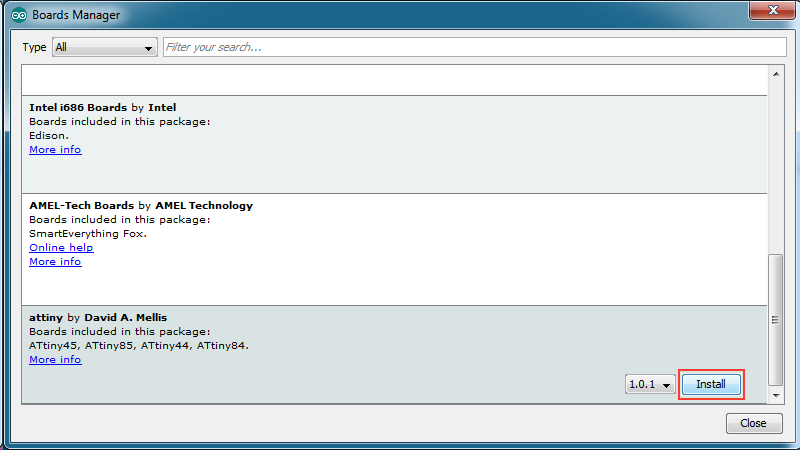 Boards Manager
Type All Filter your search...
Intel i686 Boards by Intel
Boards included in this package:
Edison.
More info
AMEL-Tech Boards by AMEL Technology
Boards included in this package:
SmartEverything Fox.
Online help
More info
attiny by David A. Mellis
Boards included in this package:
ATtiny45, ATtiny85, ATtiny44, ATtiny84.
More info
1.0.1 Install
Close